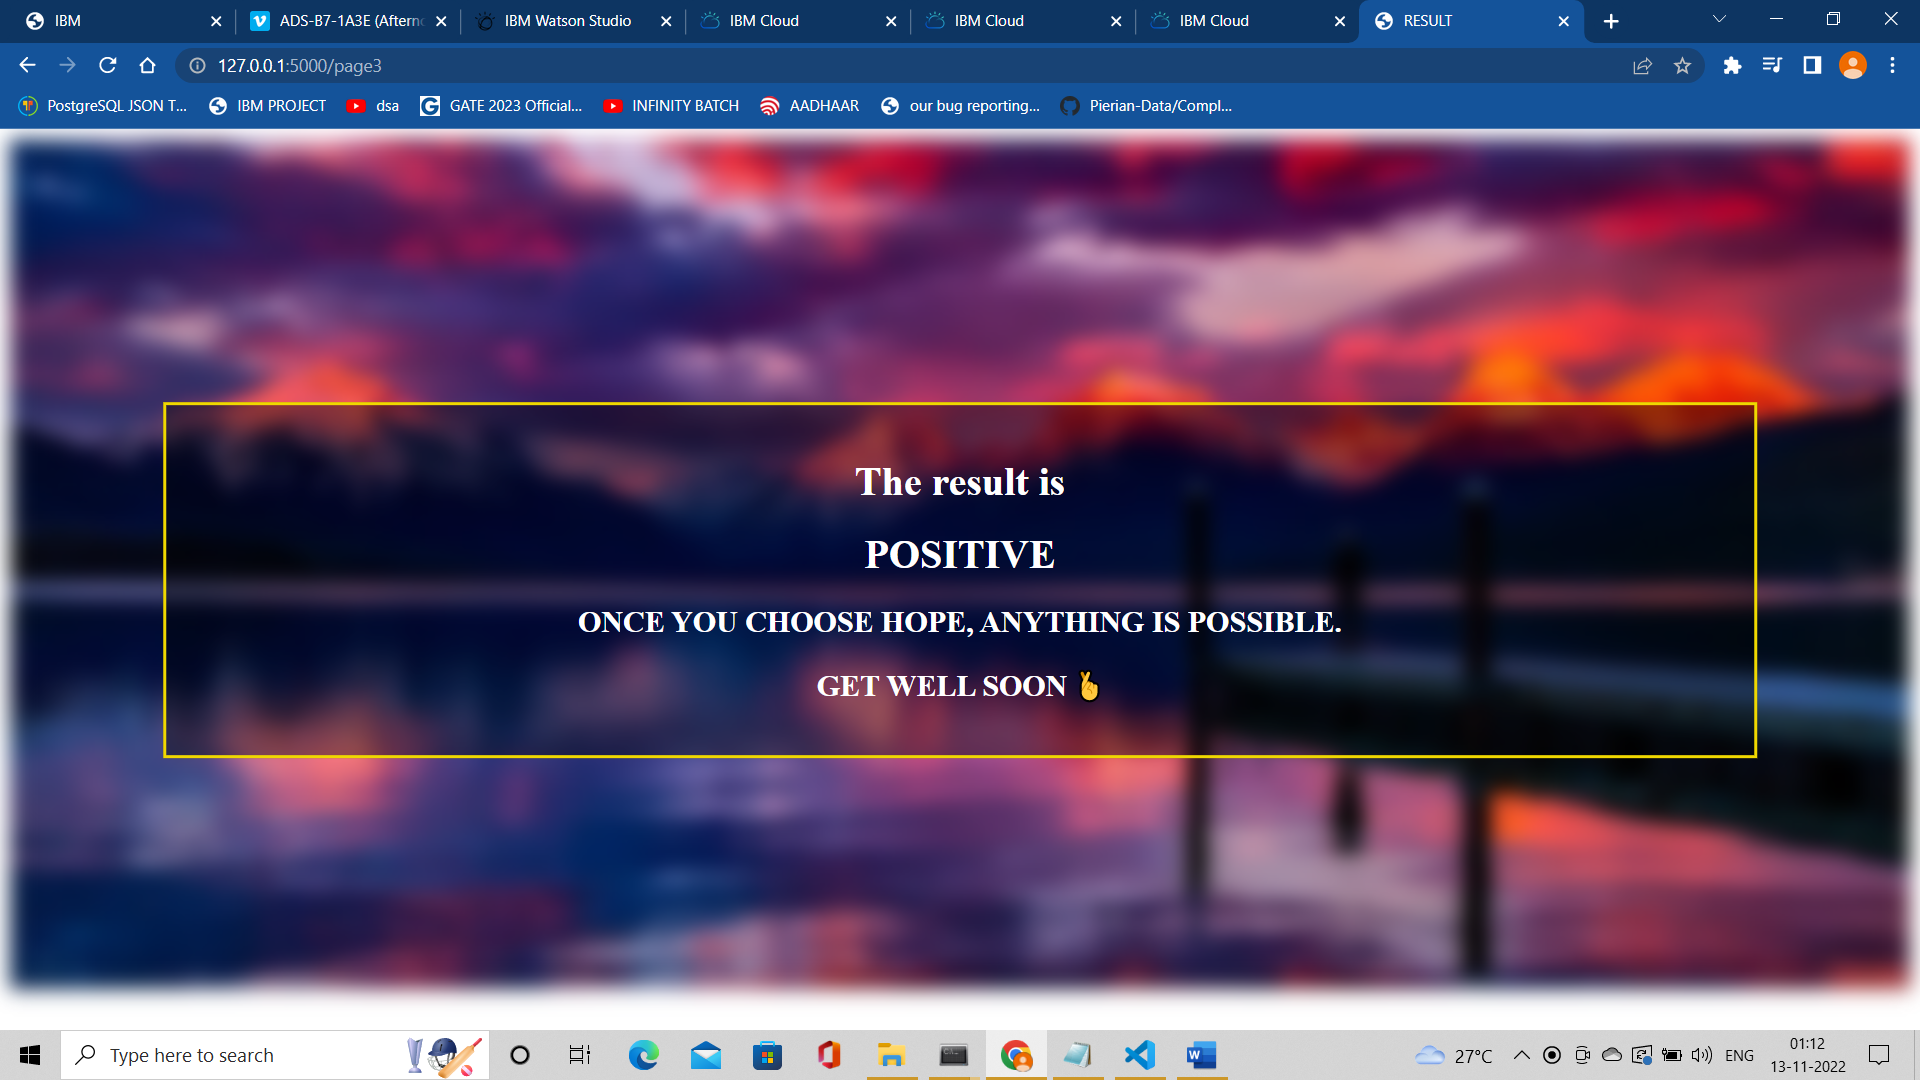 IBM
ADS-B7-1A3E (Afterno
IBM Watson Studio
IBM Cloud
IBM Cloud
IBM Cloud
RESULT
127.0.0.1:5000/page3
PostgreSQL JSON T...
IBM PROJECT
dsa
GATE 2023 Official...
INFINITY BATCH
AADHAAR
our bug reporting...
Pierian-Data/Compl...
The result is
POSITIVE
ONCE YOU CHOOSE HOPE, ANYTHING IS POSSIBLE.
GET WELL SOON 🫰
Type here to search
27°C
ENG
01:12
13-11-2022